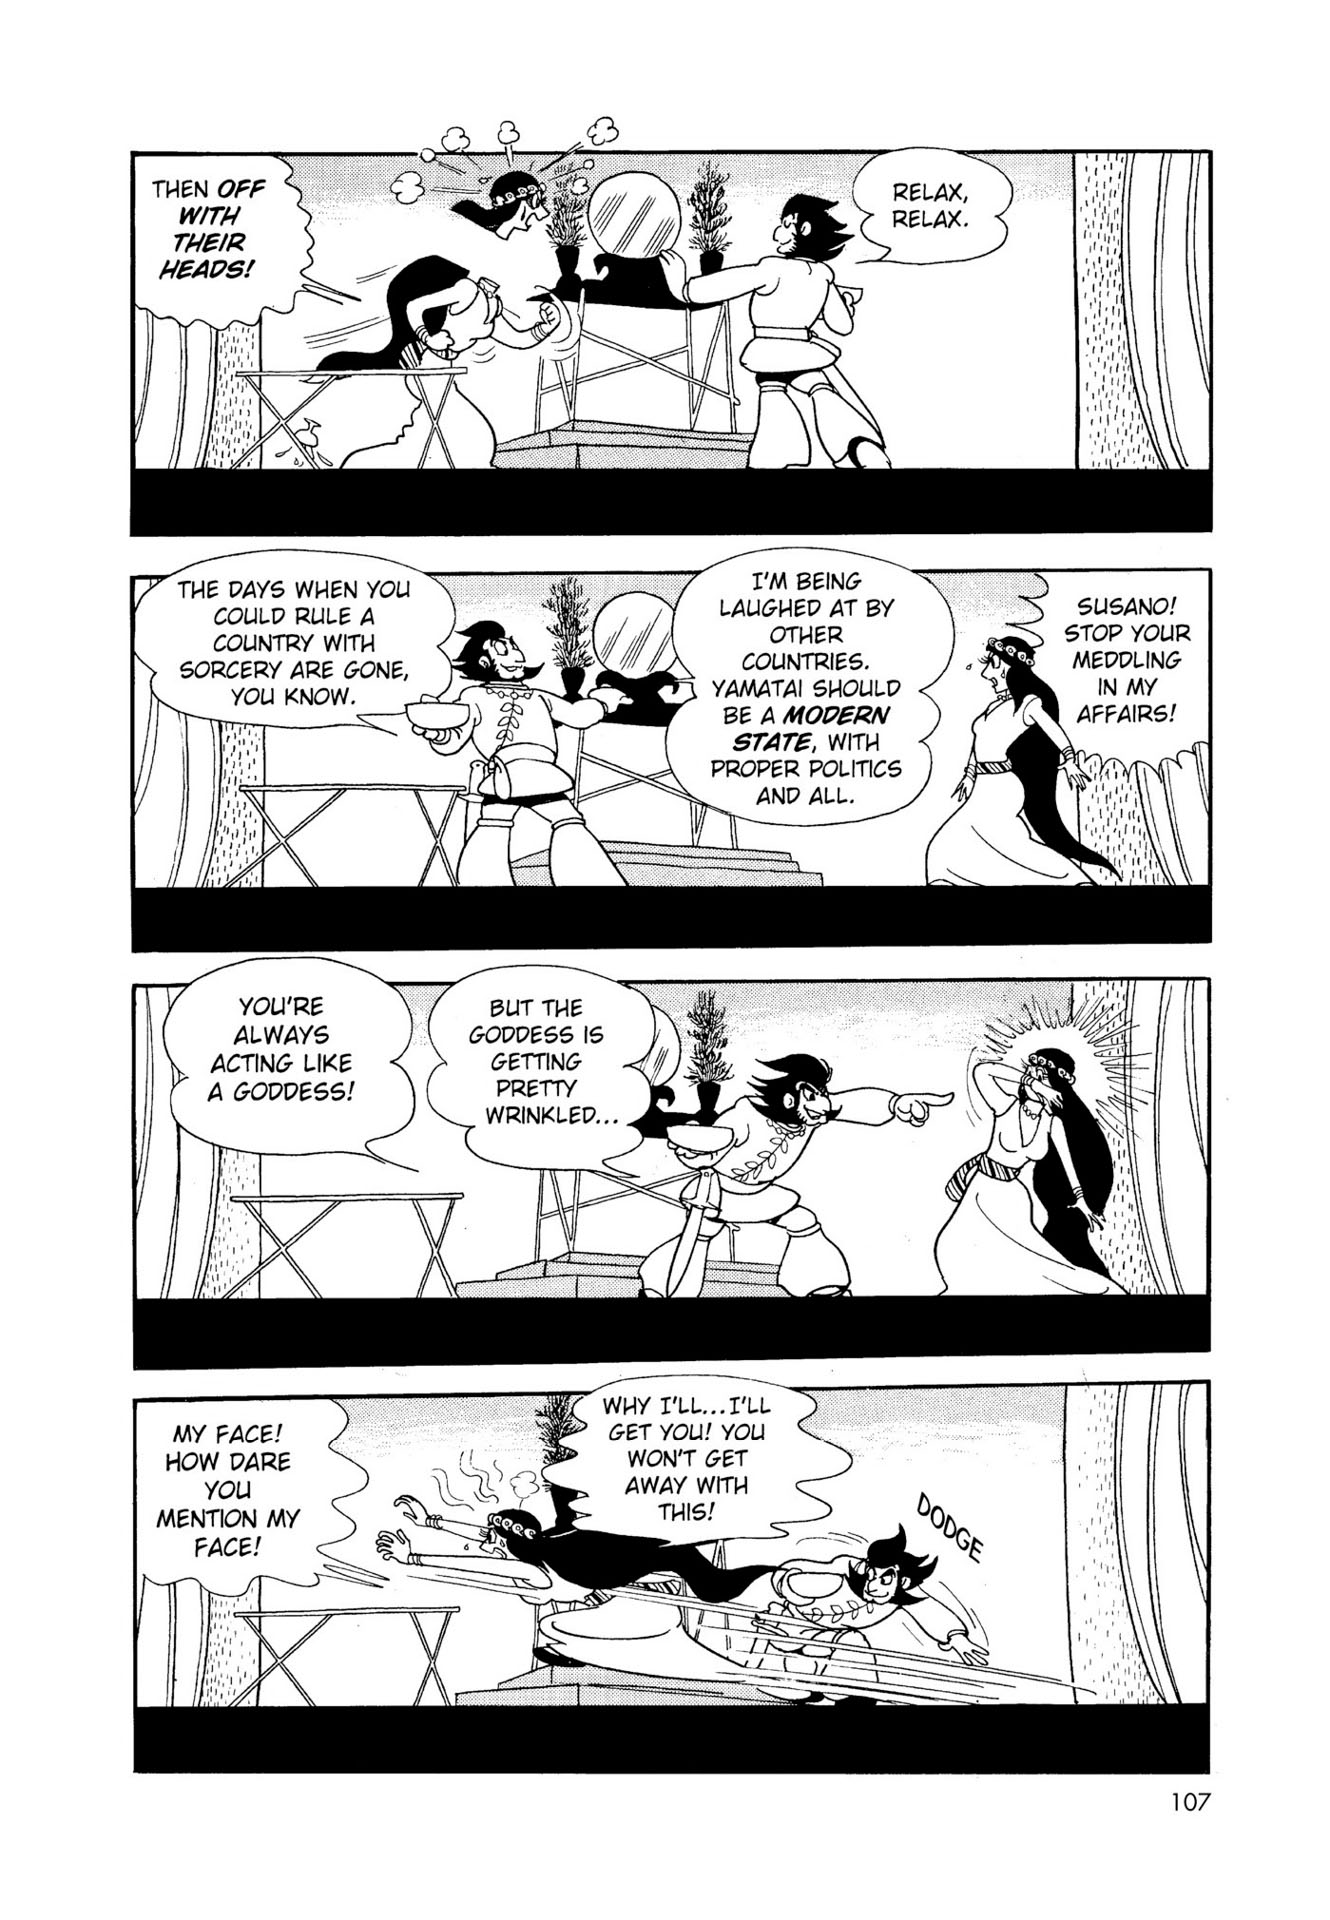 THEN OFF
WITH
THEIR
HEADS!
RELAX,
RELAX.
THE DAYS WHEN YOU
COULD RULE A
COUNTRY WITH
SORCERY ARE GONE,
YOU KNOW.
I'M BEING
LAUGHED AT BY
OTHER
COUNTRIES.
YAMATAI SHOULD
BE A MODERN
STATE, WITH
PROPER POLITICS
AND ALL.
SUSANO!
STOP YOUR
MEDDLING
IN MY
AFFAIRS!
YOU'RE
ALWAYS
ACTING LIKE
A GODDESS!
BUT THE
GODDESS IS
GETTING
PRETTY
WRINKLED...
MY FACE!
HOW DARE
YOU
MENTION MY
FACE!
WHY I'LL...I'LL
GET YOU! YOU
WON'T GET
AWAY WITH
THIS!
DODGE
107